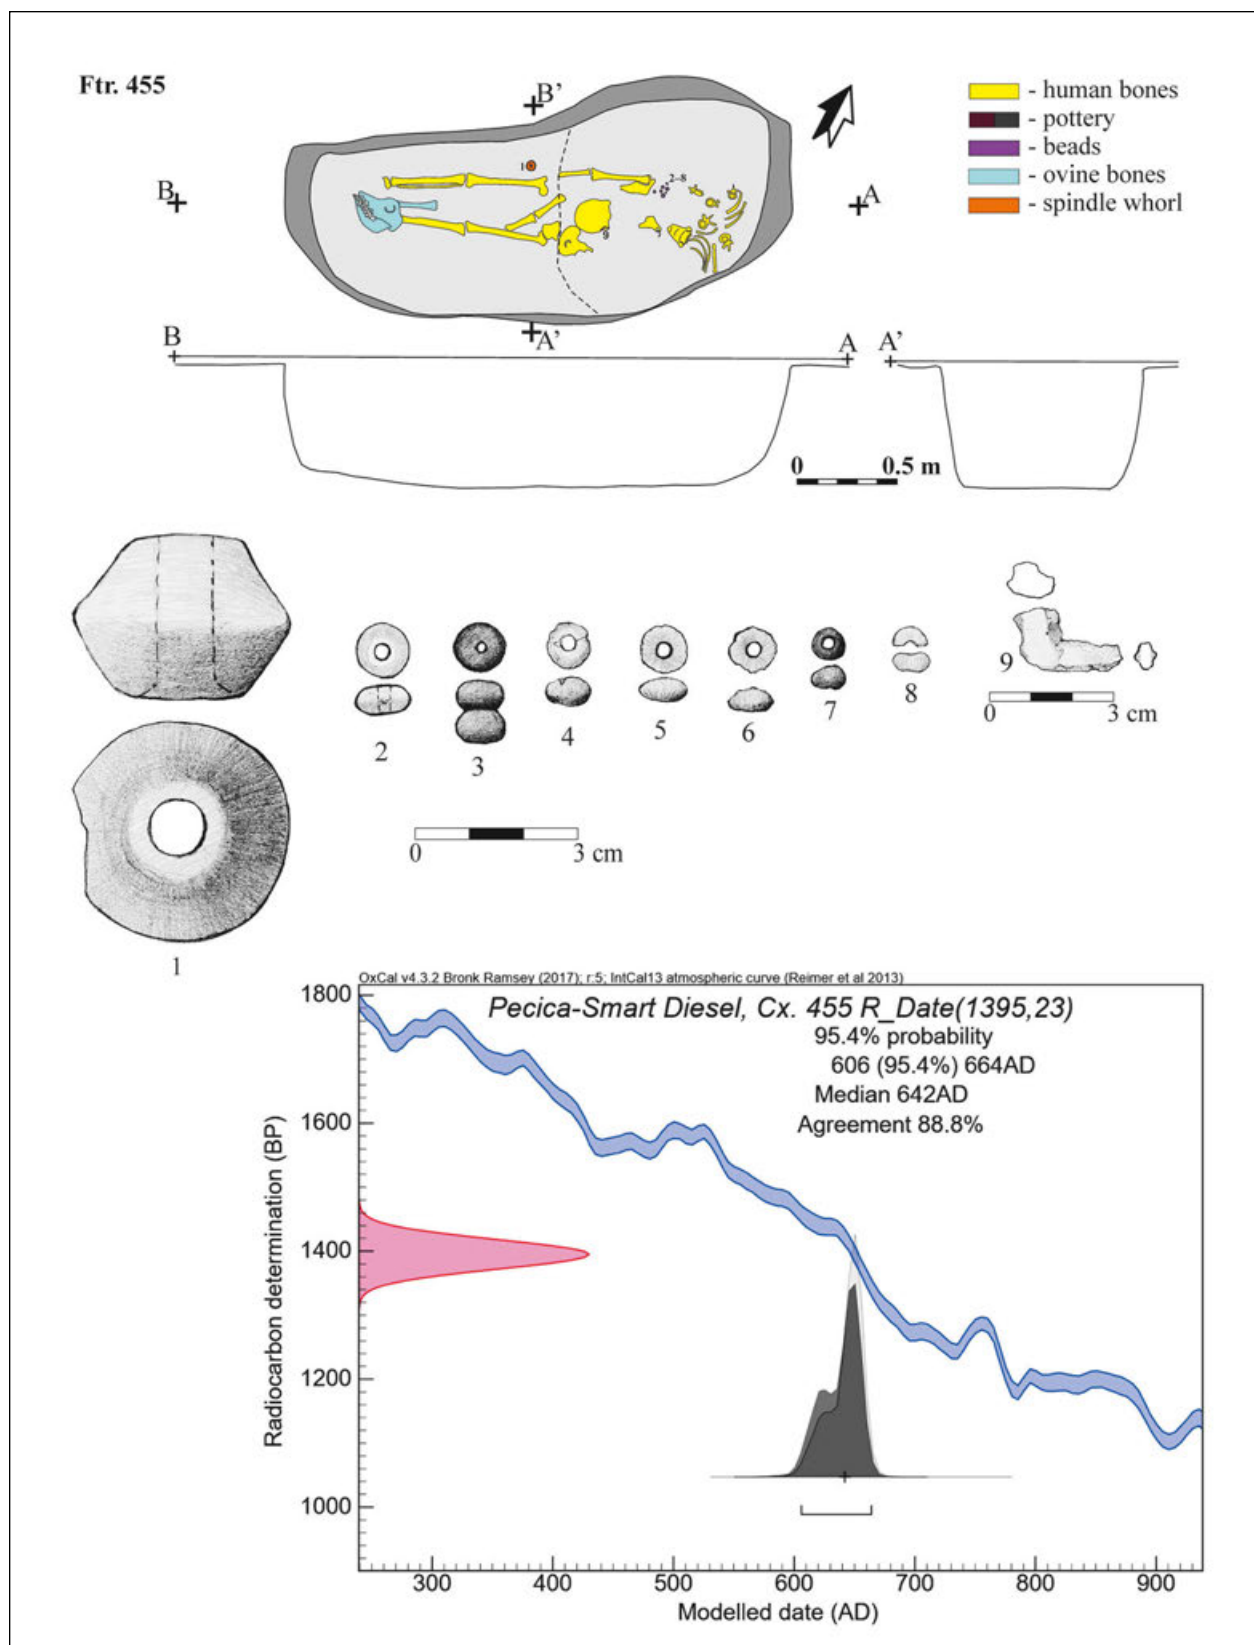 Ftr. 455
B’
- human bones
- pottery
- beads
- ovine bones
- spindle whorl
B
A
1
2–8
9
A’
B
A
A’
0
0.5 m
1
2
3
4
5
6
7
8
9
0
3 cm
0
3 cm
OxCal v4.3.2 Bronk Ramsey (2017); r:5; IntCal13 atmospheric curve (Reimer et al 2013)
Pecica-Smart Diesel, Cx. 455 R_Date(1395,23)
95.4% probability
606 (95.4%) 664AD
Median 642AD
Agreement 88.8%
Radiocarbon determination (BP)
1800
1600
1400
1200
1000
300 400 500 600 700 800 900
Modelled date (AD)